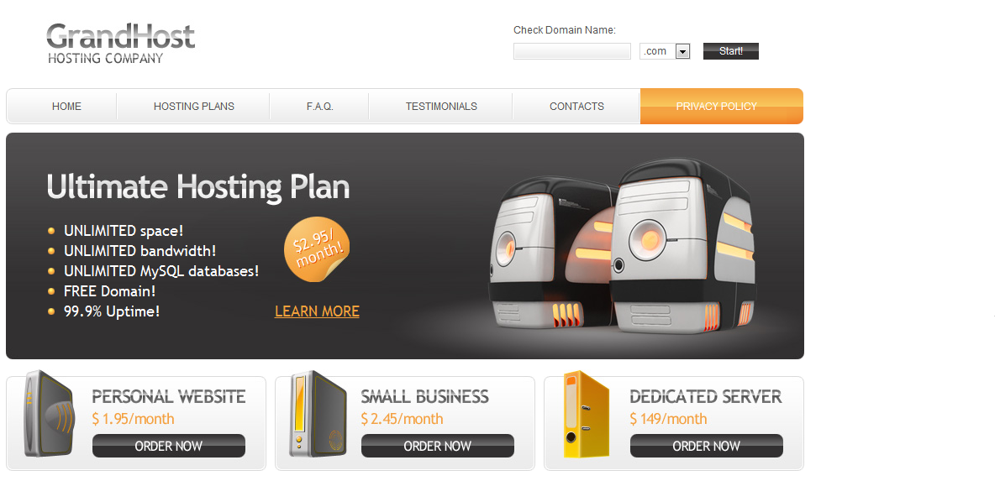 GrandHost
HOSTING COMPANY
Check Domain Name:
.com
Start!
HOME
HOSTING PLANS
F.A.Q.
TESTIMONIALS
CONTACTS
PRIVACY POLICY
Ultimate Hosting Plan
UNLIMITED space!
UNLIMITED bandwidth!
UNLIMITED MySQL databases!
FREE Domain!
99.9% Uptime!
$2.95/
month!
LEARN MORE
PERSONAL WEBSITE
$ 1.95/month
ORDER NOW
SMALL BUSINESS
$ 2.45/month
ORDER NOW
DEDICATED SERVER
$ 149/month
ORDER NOW